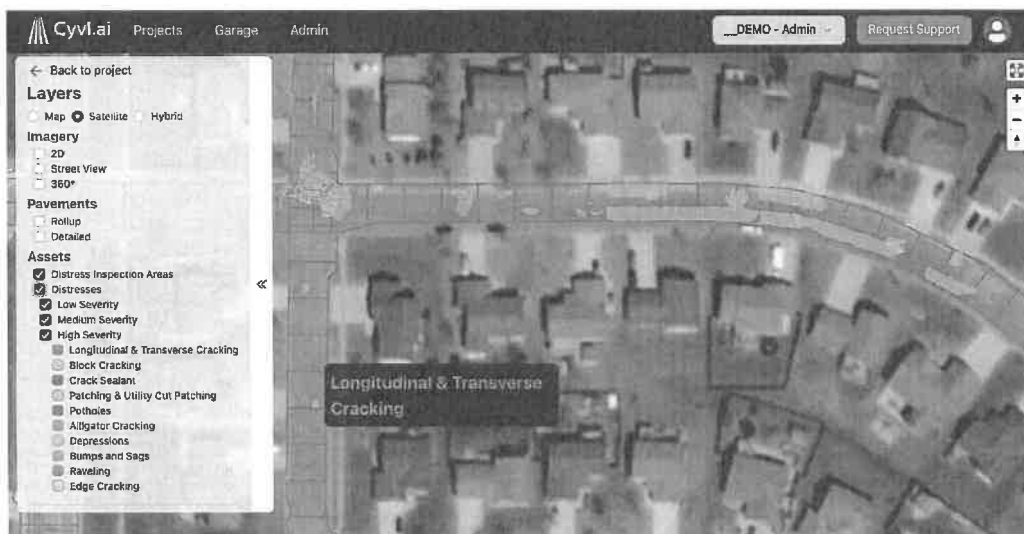 Cyvl.ai Projects Garage Admin __DEMO - Admin Request Support
Back to project
Layers
Map Satellite Hybrid
Imagery
2D
Street View
360°
Pavements
Rollup
Detailed
Assets
Distress Inspection Areas
Distresses
Low Severity
Medium Severity
High Severity
Longitudinal & Transverse Cracking
Block Cracking
Crack Sealant
Patching & Utility Cut Patching
Potholes
Alligator Cracking
Depressions
Bumps and Sags
Raveling
Edge Cracking
Longitudinal & Transverse
Cracking